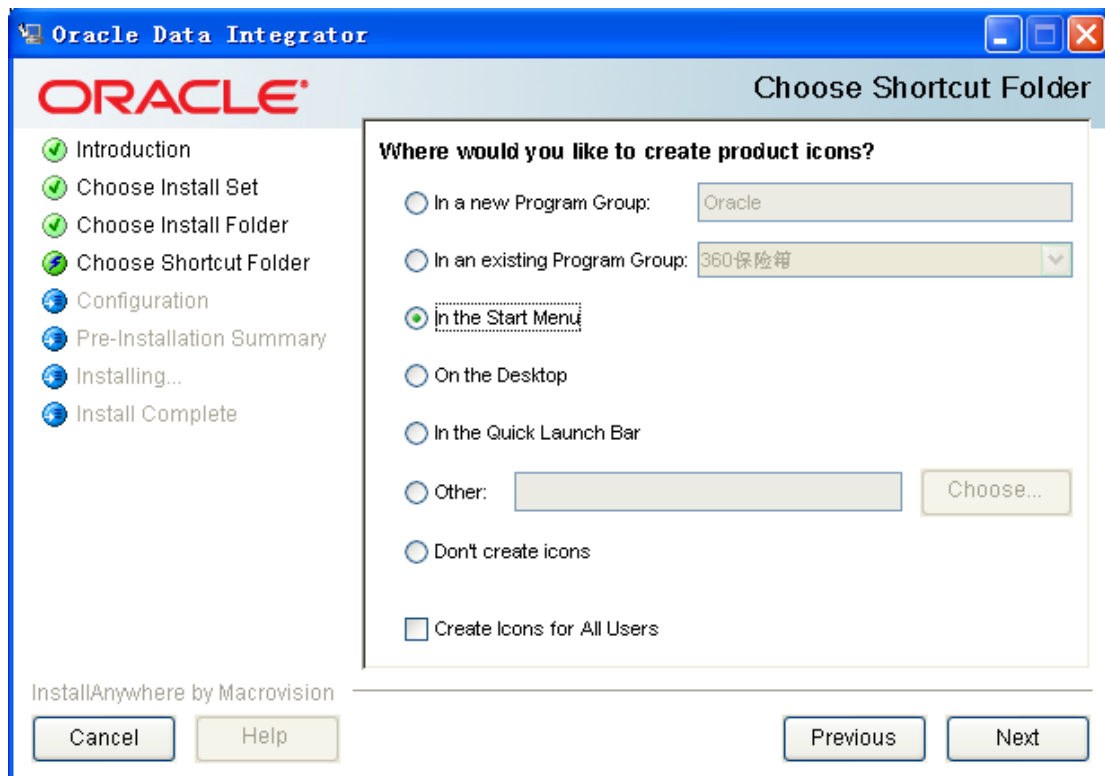 Oracle Data Integrator
ORACLE
Choose Shortcut Folder
Introduction
Choose Install Set
Choose Install Folder
Choose Shortcut Folder
Configuration
Pre-Installation Summary
Installing...
Install Complete
Where would you like to create product icons?
In a new Program Group: Oracle
In an existing Program Group: 360保险箱
In the Start Menu
On the Desktop
In the Quick Launch Bar
Other: Choose...
Don't create icons
Create Icons for All Users
InstallAnywhere by Macrovision
Cancel Help Previous Next